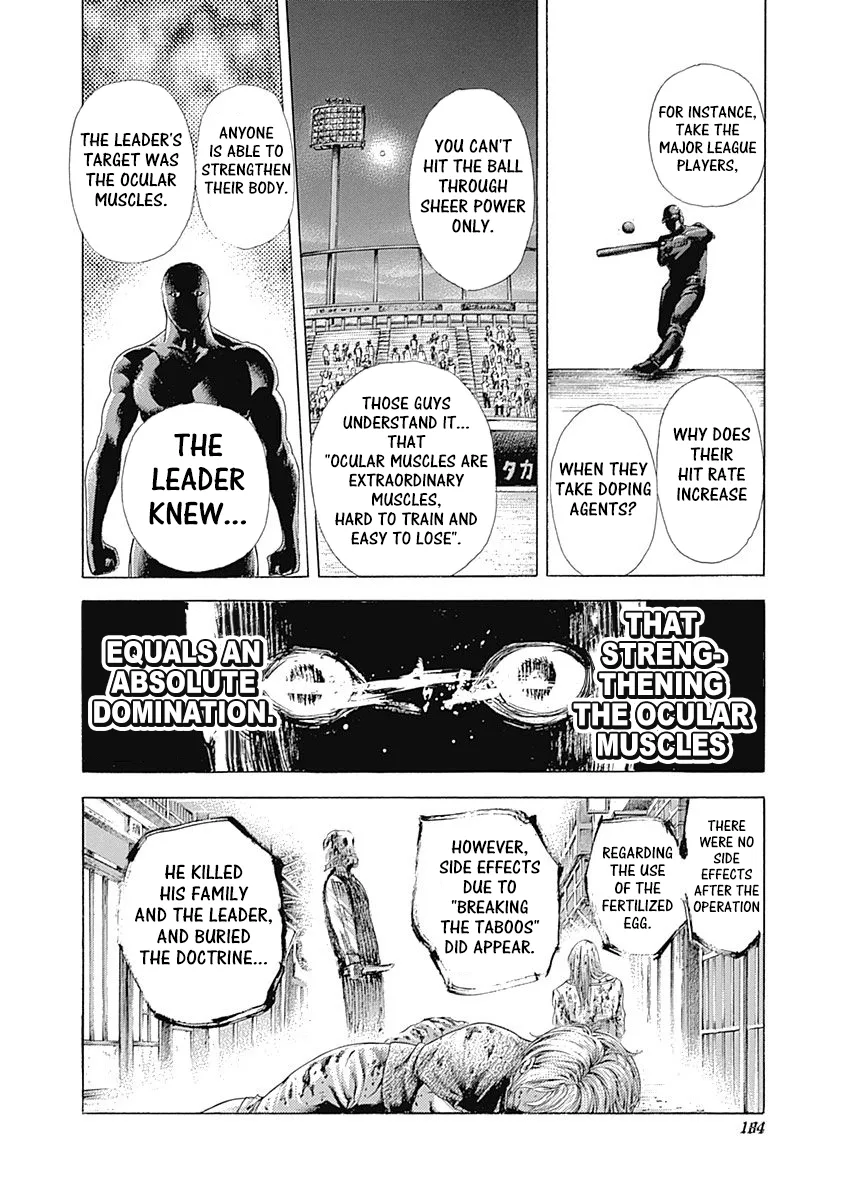 FOR INSTANCE,
TAKE THE
MAJOR LEAGUE
PLAYERS,
WHY DOES
THEIR
HIT RATE
INCREASE
WHEN THEY
TAKE DOPING
AGENTS?
YOU CAN'T
HIT THE BALL
THROUGH
SHEER POWER
ONLY.
THOSE GUYS
UNDERSTAND IT...
THAT
"OCULAR MUSCLES ARE
EXTRAORDINARY
MUSCLES,
HARD TO TRAIN AND
EASY TO LOSE".
タカ
ANYONE
IS ABLE TO
STRENGTHEN
THEIR BODY.
THE LEADER'S
TARGET WAS
THE OCULAR
MUSCLES.
THE
LEADER
KNEW...
THAT
STRENG-
THENING
THE OCULAR
MUSCLES
EQUALS AN
ABSOLUTE
DOMINATION.
THERE
WERE NO
SIDE
EFFECTS
AFTER THE
OPERATION
REGARDING
THE USE
OF THE
FERTILIZED
EGG.
HOWEVER,
SIDE EFFECTS
DUE TO
"BREAKING
THE TABOOS"
DID APPEAR.
HE KILLED
HIS FAMILY
AND THE LEADER,
AND BURIED
THE DOCTRINE...
184